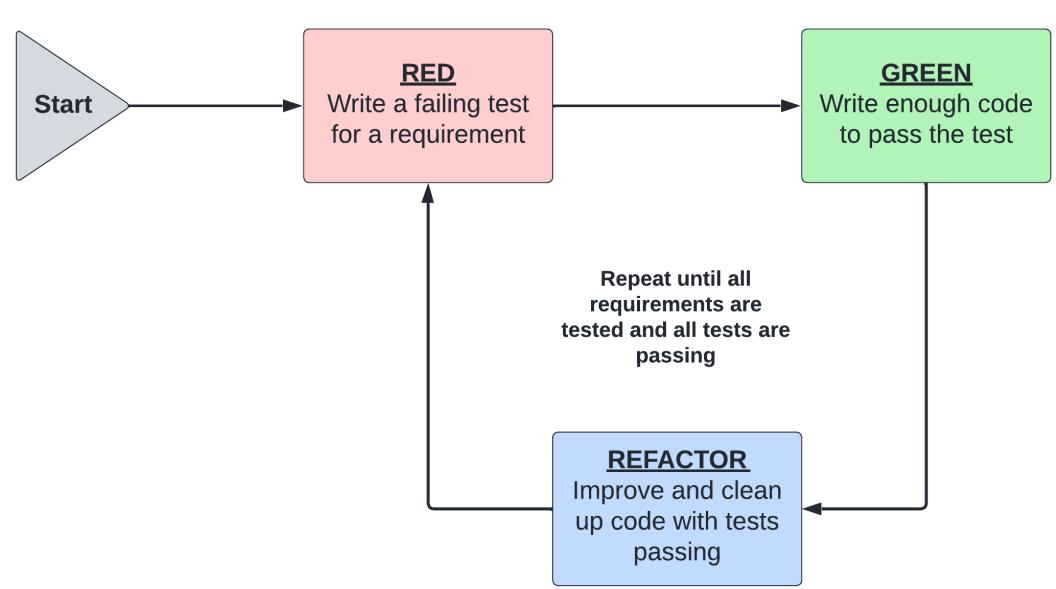 Start
RED
Write a failing test
for a requirement
GREEN
Write enough code
to pass the test
Repeat until all
requirements are
tested and all tests are
passing
REFACTOR
Improve and clean
up code with tests
passing